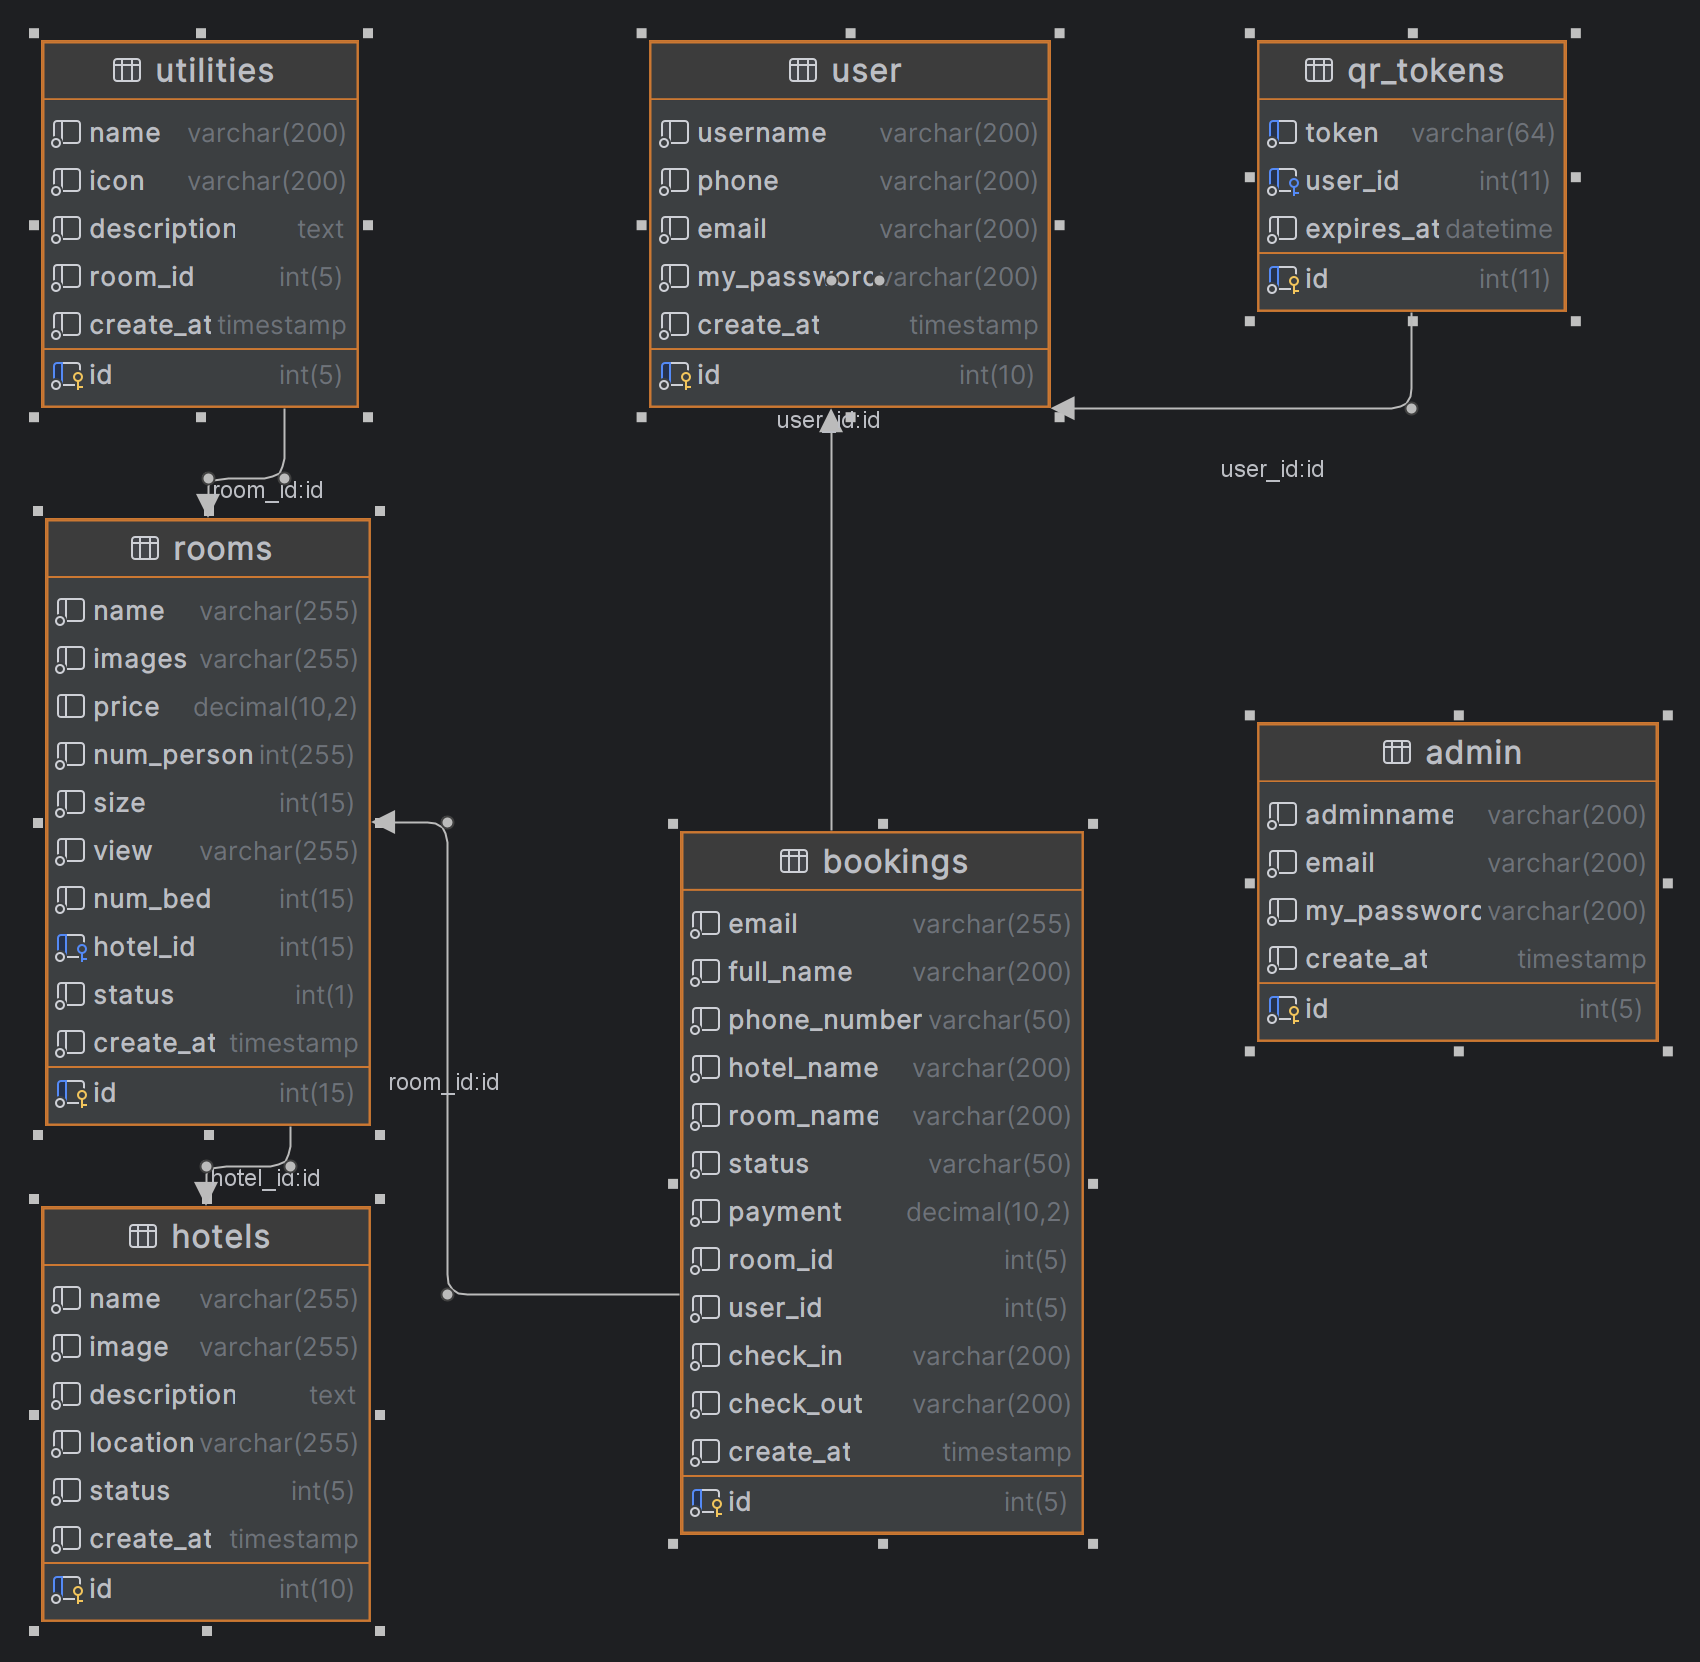 utilities
name varchar(200)
icon varchar(200)
description text
room_id int(5)
create_at timestamp
id int(5)
user
username varchar(200)
phone varchar(200)
email varchar(200)
my_password varchar(200)
create_at timestamp
id int(10)
qr_tokens
token varchar(64)
user_id int(11)
expires_at datetime
id int(11)
user_id:id
user_id:id
room_id:id
rooms
name varchar(255)
images varchar(255)
price decimal(10,2)
num_person int(255)
size int(15)
view varchar(255)
num_bed int(15)
hotel_id int(15)
status int(1)
create_at timestamp
id int(15)
admin
adminname varchar(200)
email varchar(200)
my_password varchar(200)
create_at timestamp
id int(5)
bookings
email varchar(255)
full_name varchar(200)
phone_number varchar(50)
hotel_name varchar(200)
room_name varchar(200)
status varchar(50)
payment decimal(10,2)
room_id int(5)
user_id int(5)
check_in varchar(200)
check_out varchar(200)
create_at timestamp
id int(5)
room_id:id
hotel_id:id
hotels
name varchar(255)
image varchar(255)
description text
location varchar(255)
status int(5)
create_at timestamp
id int(10)